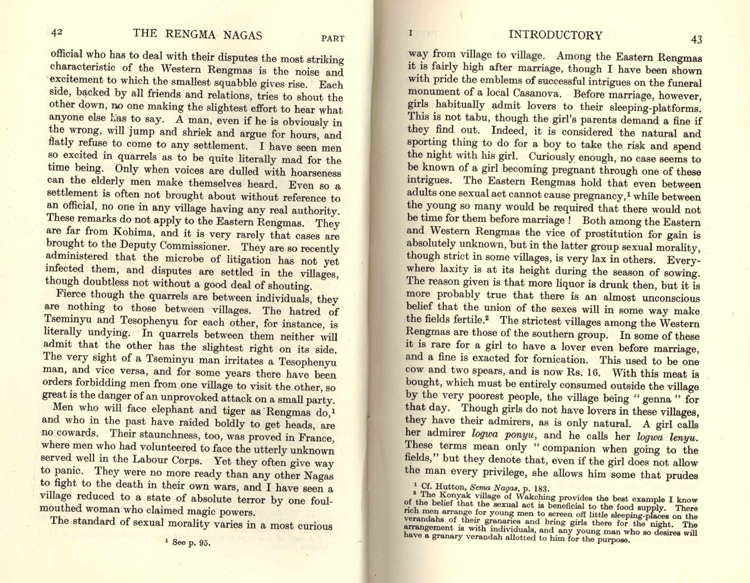 42 THE RENGMA NAGAS PART
official who has to deal with their disputes the most striking
characteristic of the Western Rengmas is the noise and
excitement to which the smallest squabble gives rise. Each
side, backed by all friends and relations, tries to shout the
other down, no one making the slightest effort to hear what
anyone else has to say. A man, even if he is obviously in
the wrong, will jump and shriek and argue for hours, and
flatly refuse to come to any settlement. I have seen men
so excited in quarrels as to be quite literally mad for the
time being. Only when voices are dulled with hoarseness
can the elderly men make themselves heard. Even so a
settlement is often not brought about without reference to
an official, no one in any village having any real authority.
These remarks do not apply to the Eastern Rengmas. They
are far from Kohima, and it is very rarely that cases are
brought to the Deputy Commissioner. They are so recently
administered that the microbe of litigation has not yet
infected them, and disputes are settled in the villages,
though doubtless not without a good deal of shouting.
Fierce though the quarrels are between individuals, they
are nothing to those between villages. The hatred of
Tseminyu and Tesophenyu for each other, for instance, is
literally undying. In quarrels between them neither will
admit that the other has the slightest right on its side.
The very sight of a Tseminyu man irritates a Tesophenyu
man, and vice versa, and for some years there have been
orders forbidding men from one village to visit the other, so
great is the danger of an unprovoked attack on a small party.
Men who will face elephant and tiger as Rengmas do,¹
and who in the past have raided boldly to get heads, are
no cowards. Their staunchness, too, was proved in France,
where men who had volunteered to face the utterly unknown
served well in the Labour Corps. Yet they often give way
to panic. They were no more ready than any other Nagas
to fight to the death in their own wars, and I have seen a
village reduced to a state of absolute terror by one foul-
mouthed woman who claimed magic powers.
The standard of sexual morality varies in a most curious
¹ See p. 95.
I INTRODUCTORY 43
way from village to village. Among the Eastern Rengmas
it is fairly high after marriage, though I have been shown
with pride the emblems of successful intrigues on the funeral
monument of a local Casanova. Before marriage, however,
girls habitually admit lovers to their sleeping-platforms.
This is not tabu, though the girl's parents demand a fine if
they find out. Indeed, it is considered the natural and
sporting thing to do for a boy to take the risk and spend
the night with his girl. Curiously enough, no case seems to
be known of a girl becoming pregnant through one of these
intrigues. The Eastern Rengmas hold that even between
adults one sexual act cannot cause pregnancy,¹ while between
the young so many would be required that there would not
be time for them before marriage ! Both among the Eastern
and Western Rengmas the vice of prostitution for gain is
absolutely unknown, but in the latter group sexual morality,
though strict in some villages, is very lax in others. Every-
where laxity is at its height during the season of sowing.
The reason given is that more liquor is drunk then, but it is
more probably true that there is an almost unconscious
belief that the union of the sexes will in some way make
the fields fertile.² The strictest villages among the Western
Rengmas are those of the southern group. In some of these
it is rare for a girl to have a lover even before marriage,
and a fine is exacted for fornication. This used to be one
cow and two spears, and is now Rs. 16. With this meat is
bought, which must be entirely consumed outside the village
by the very poorest people, the village being " genna " for
that day. Though girls do not have lovers in these villages,
they have their admirers, as is only natural. A girl calls
her admirer logwa ponyu, and he calls her logwa lenyu.
These terms mean only " companion when going to the
fields," but they denote that, even if the girl does not allow
the man every privilege, she allows him some that prudes
¹ Cf. Hutton, Sema Nagas, p. 183.
² The Konyak village of Wakching provides the best example I know
of the belief that the sexual act is beneficial to the food supply. There
rich men arrange for young men to screen off little sleeping-places on the
verandahs of their granaries and bring girls there for the night. The
arrangement is with individuals, and any young man who so desires will
have a granary verandah allotted to him for the purpose.